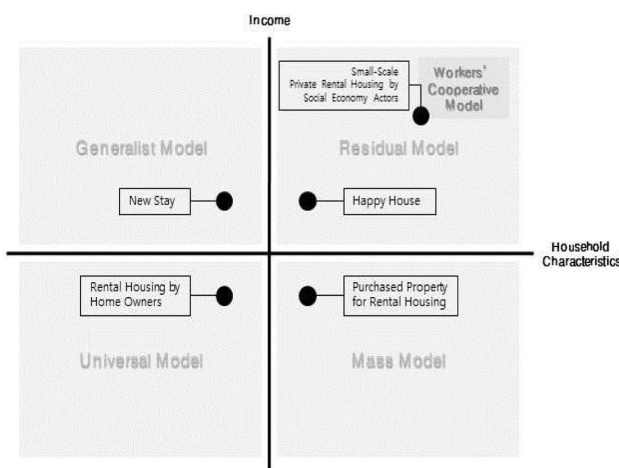 Income
Small-Scale
Private Rental Housing by
Social Economy Actors
Workers'
Cooperative
Model
Generalist Model
Residual Model
New Stay
Happy House
Household
Characteristics
Rental Housing by
Home Owners
Purchased Property
for Rental Housing
Universal Model
Mass Model